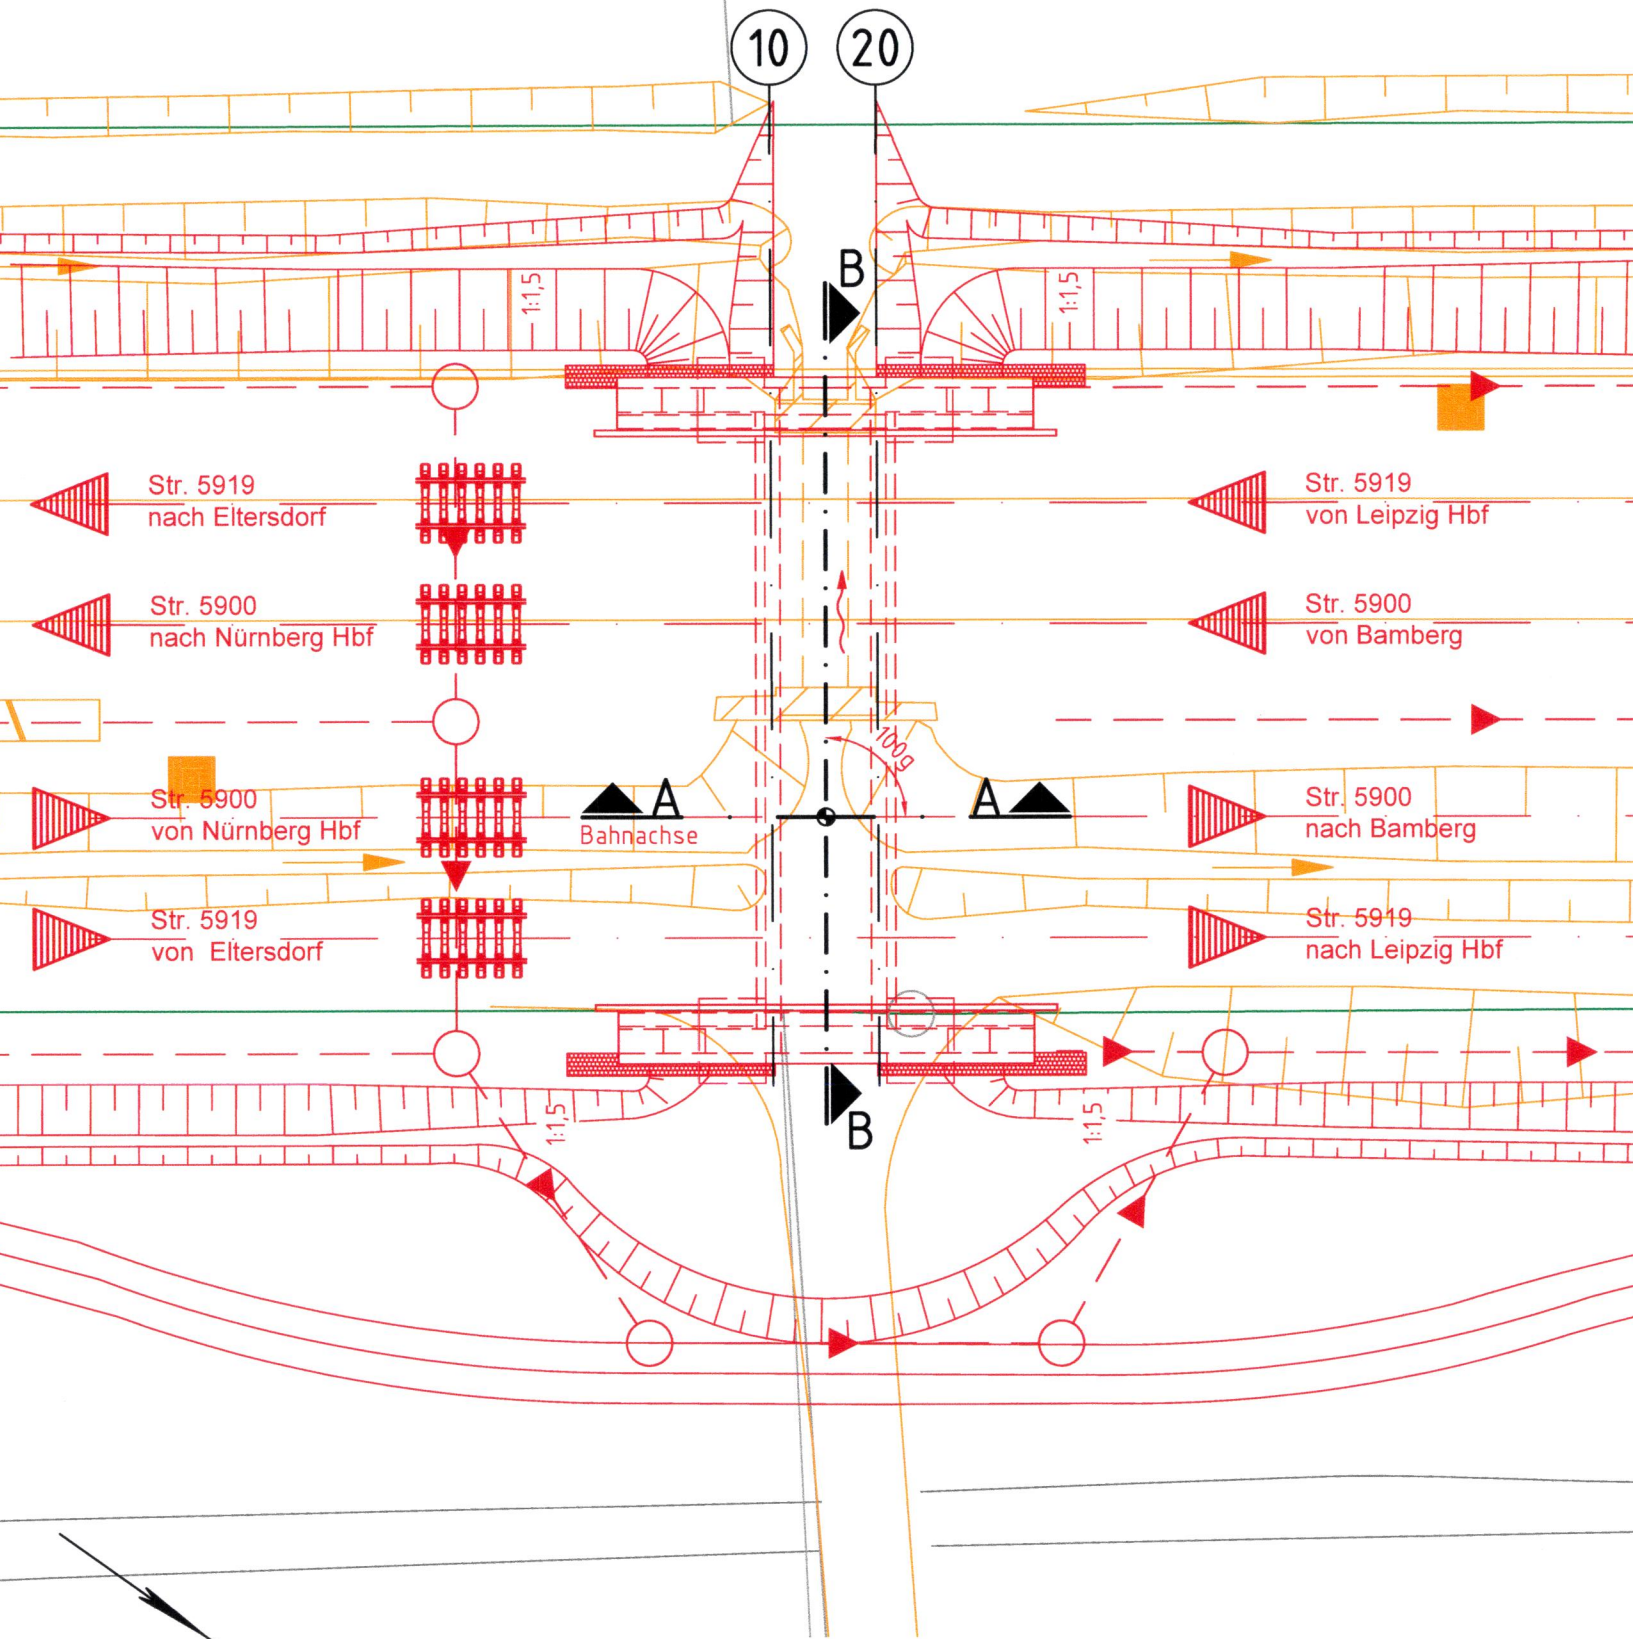 10 20
B
1:1,5 1:1,5
Str. 5919
nach Eltersdorf
Str. 5919
von Leipzig Hbf
Str. 5900
nach Nürnberg Hbf
Str. 5900
von Bamberg
100g
Str. 5900
von Nürnberg Hbf
A A
Bahnachse
Str. 5900
nach Bamberg
Str. 5919
von Eltersdorf
Str. 5919
nach Leipzig Hbf
1:1,5 1:1,5
B